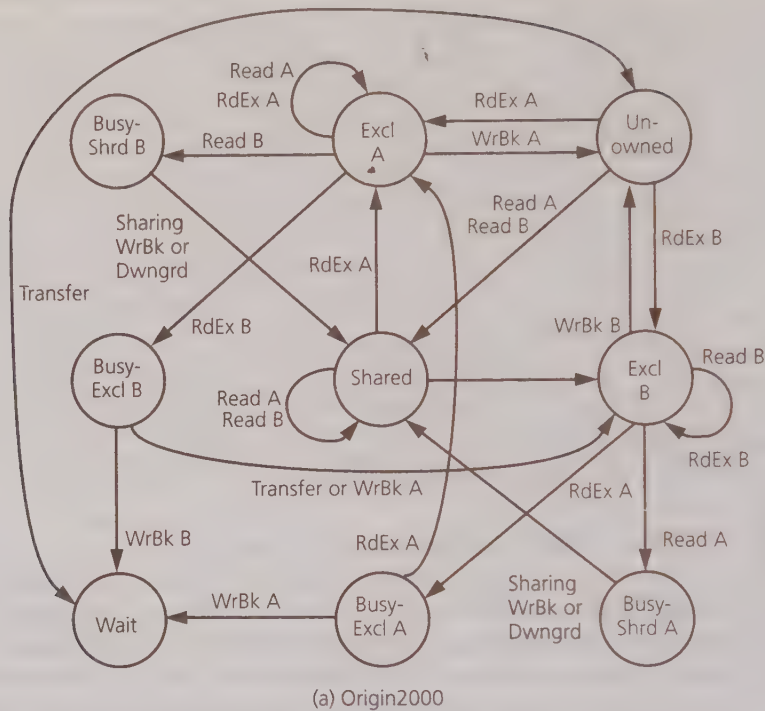 Read A
RdEx A
Busy-
Shrd B
Read B
Excl
A
RdEx A
WrBk A
Un-
owned
Sharing
WrBk or
Dwngrd
Read A
Read B
RdEx B
Transfer
RdEx A
RdEx B
WrBk B
Busy-
Excl B
Read A
Read B
Shared
Excl
B
Read B
RdEx B
Transfer or WrBk A
RdEx A
WrBk B
RdEx A
Read A
Wait
WrBk A
Busy-
Excl A
Sharing
WrBk or
Dwngrd
Busy-
Shrd A
(a) Origin2000